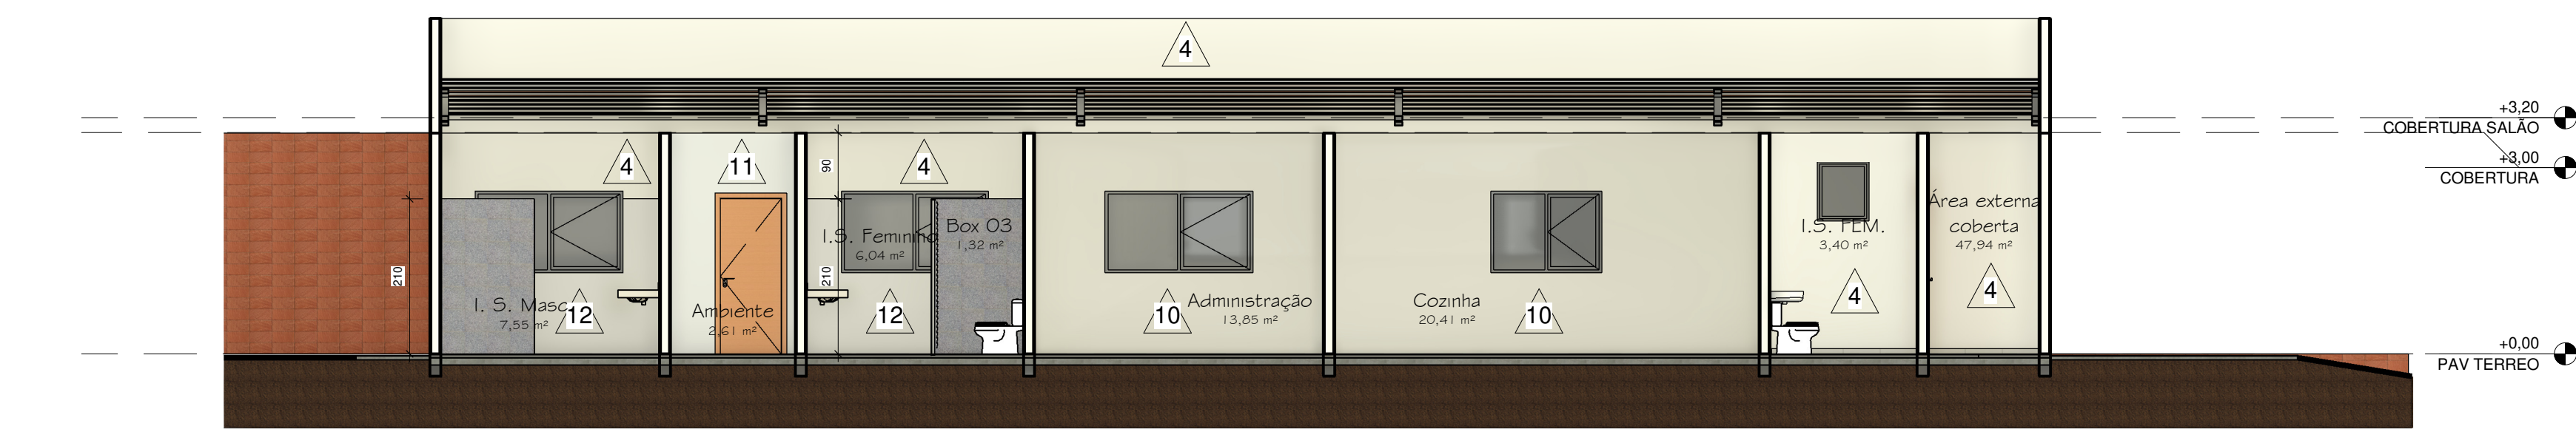 4
+3,20
COBERTURA SALÃO
+3,00
COBERTURA
4
11
90
4
210
I. S. Masc
7,55 m²
12
Ambiente
2,61 m²
I.S. Feminino
6,04 m²
210
12
Box 03
1,32 m²
10
Administração
13,85 m²
Cozinha
20,41 m²
10
I.S. FEM.
3,40 m²
4
Área externa
coberta
47,94 m²
4
+0,00
PAV TERREO